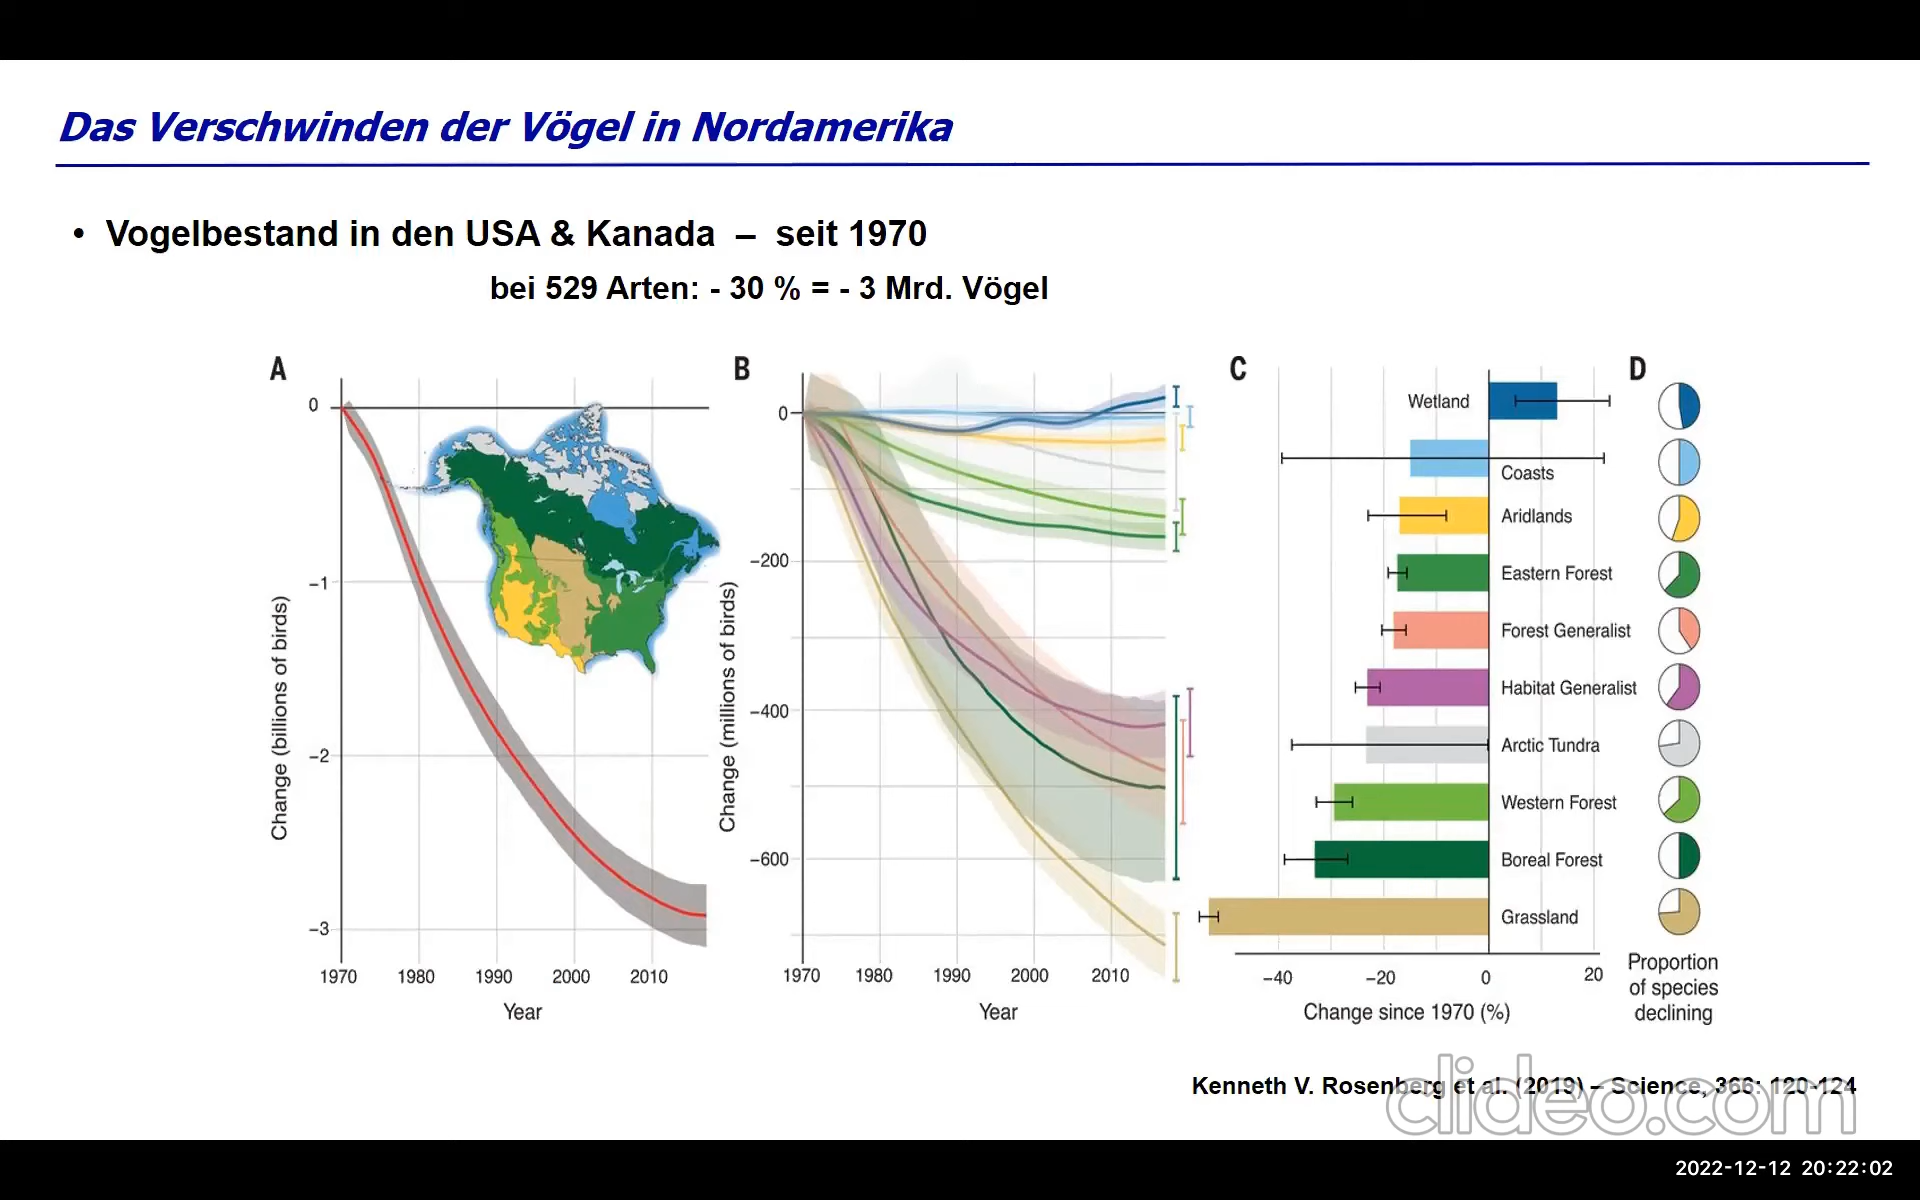 Das Verschwinden der Vögel in Nordamerika
• Vogelbestand in den USA & Kanada – seit 1970
bei 529 Arten: - 30 % = - 3 Mrd. Vögel
A
0
−1
−2
−3
Change (billions of birds)
1970 1980 1990 2000 2010
Year
B
0
−200
−400
−600
Change (millions of birds)
1970 1980 1990 2000 2010
Year
C
Wetland
Coasts
Aridlands
Eastern Forest
Forest Generalist
Habitat Generalist
Arctic Tundra
Western Forest
Boreal Forest
Grassland
−40 −20 0 20
Change since 1970 (%)
D
Proportion
of species
declining
Kenneth V. Rosenberg et al. (2019) – Science, 366: 120-124
clideo.com
2022-12-12 20:22:02